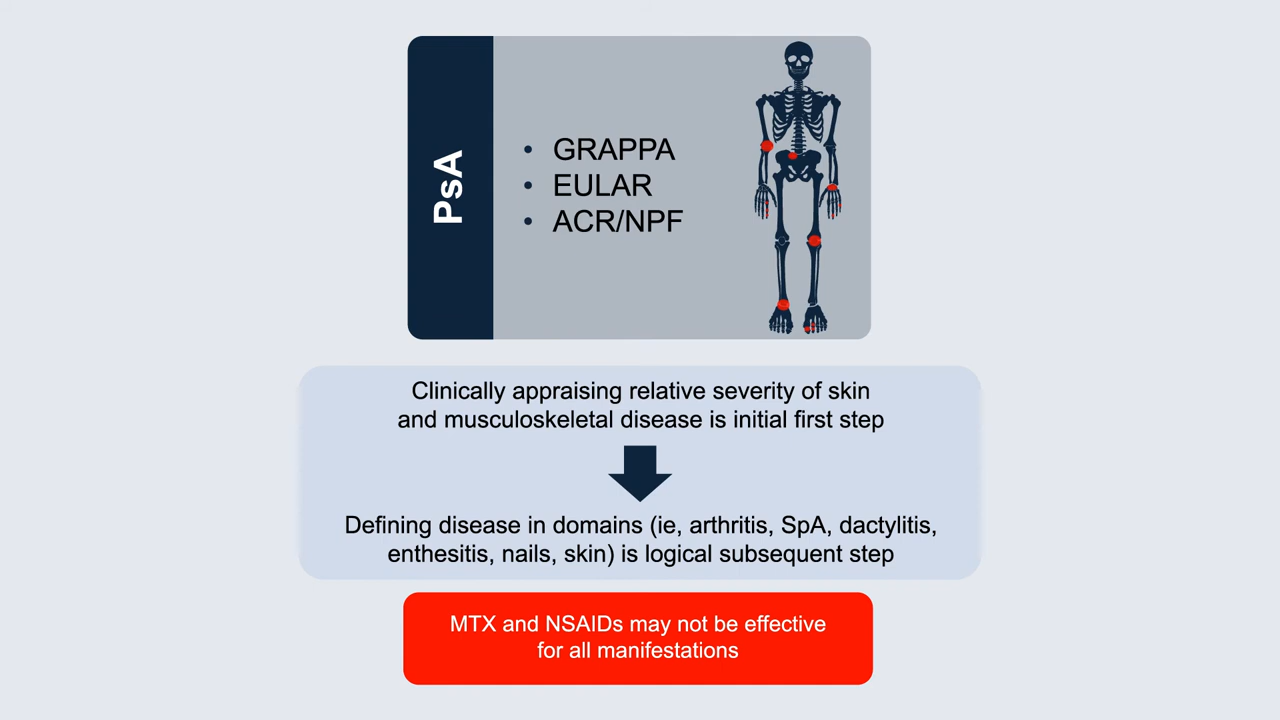 PsA
• GRAPPA
• EULAR
• ACR/NPF
Clinically appraising relative severity of skin
and musculoskeletal disease is initial first step
Defining disease in domains (ie, arthritis, SpA, dactylitis,
enthesitis, nails, skin) is logical subsequent step
MTX and NSAIDs may not be effective
for all manifestations